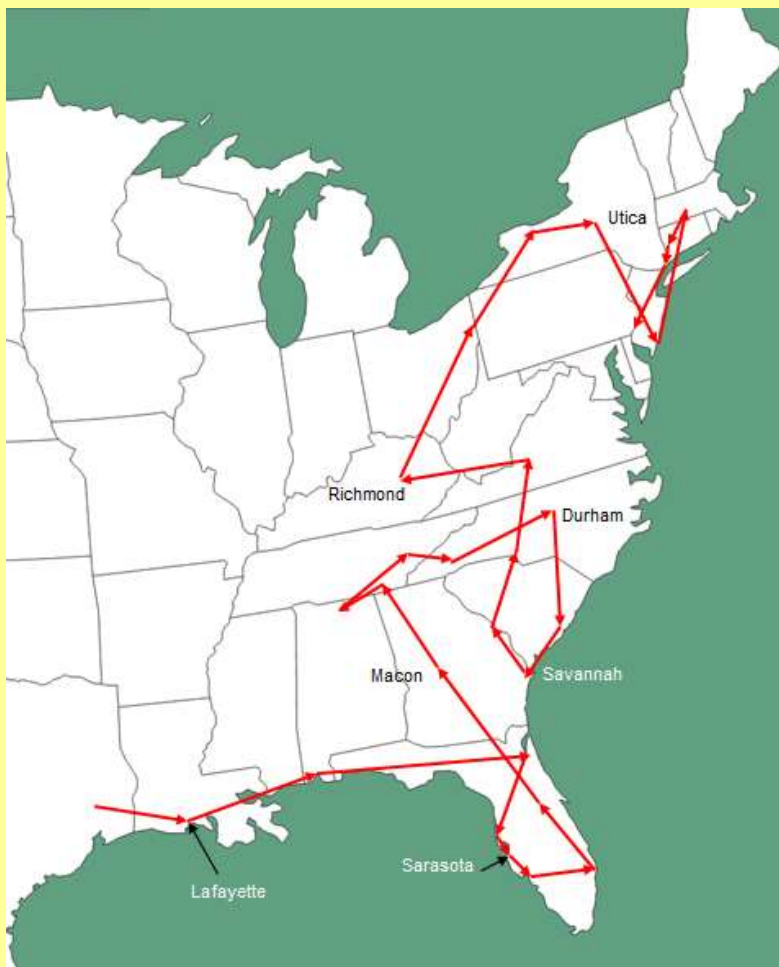 Utica
Richmond
Durham
Macon
Savannah
Sarasota
Lafayette